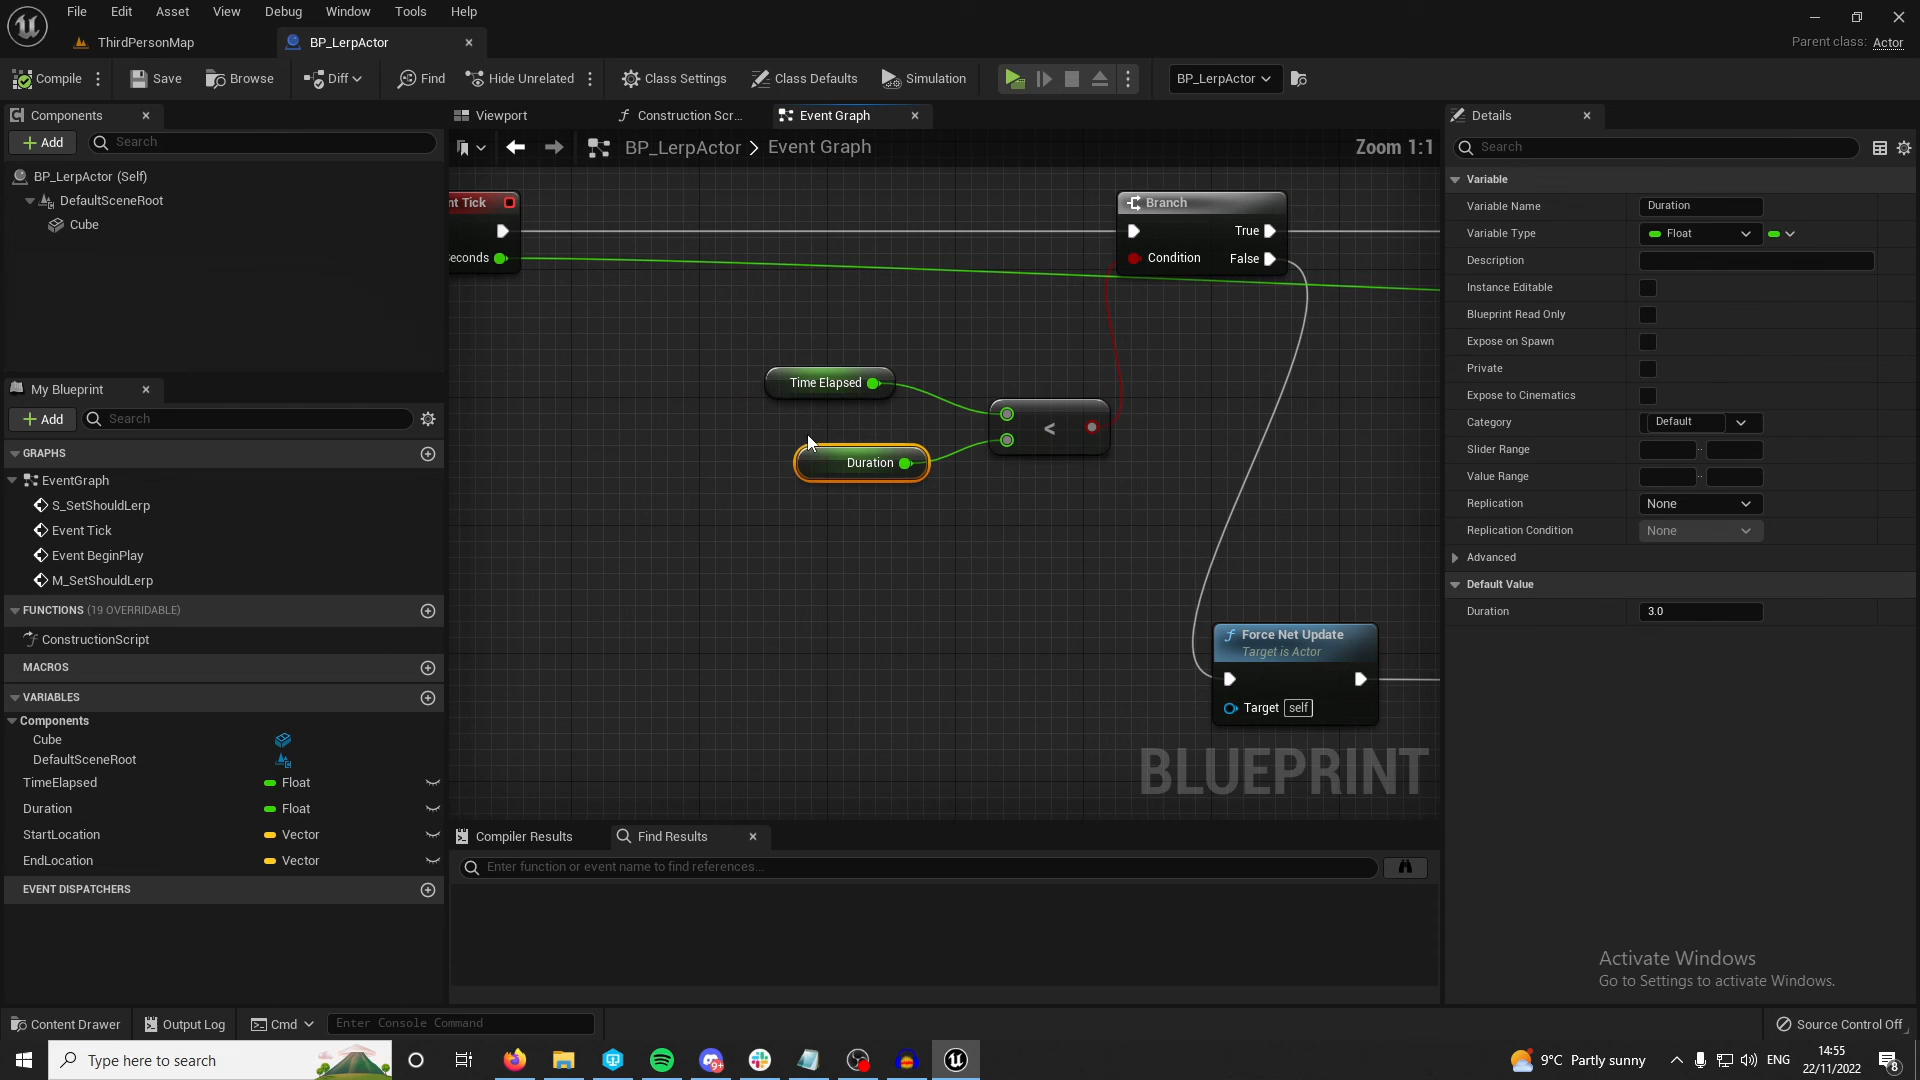 File Edit Asset View Debug Window Tools Help
ThirdPersonMap
BP_LerpActor
Parent class: Actor
Compile
Save
Browse
Diff
Find
Hide Unrelated
Class Settings
Class Defaults
Simulation
BP_LerpActor
Components
Add
Search
BP_LerpActor (Self)
DefaultSceneRoot
Cube
My Blueprint
Add
Search
GRAPHS
EventGraph
S_SetShouldLerp
Event Tick
Event BeginPlay
M_SetShouldLerp
FUNCTIONS (19 OVERRIDABLE)
ConstructionScript
MACROS
VARIABLES
Components
Cube
DefaultSceneRoot
TimeElapsed Float
Duration Float
StartLocation Vector
EndLocation Vector
EVENT DISPATCHERS
Viewport
Construction Scr...
Event Graph
BP_LerpActor > Event Graph
Zoom 1:1
nt Tick
Seconds
Branch
True
Condition False
Time Elapsed
<
Duration
Force Net Update
Target is Actor
Target self
BLUEPRINT
Compiler Results
Find Results
Enter function or event name to find references...
Details
Search
Variable
Variable Name Duration
Variable Type Float
Description
Instance Editable
Blueprint Read Only
Expose on Spawn
Private
Expose to Cinematics
Category Default
Slider Range
Value Range
Replication None
Replication Condition None
Advanced
Default Value
Duration 3.0
Activate Windows
Go to Settings to activate Windows.
Content Drawer
Output Log
Cmd
Enter Console Command
Source Control Off
Type here to search
9+
9°C Partly sunny
ENG
14:55
22/11/2022
8